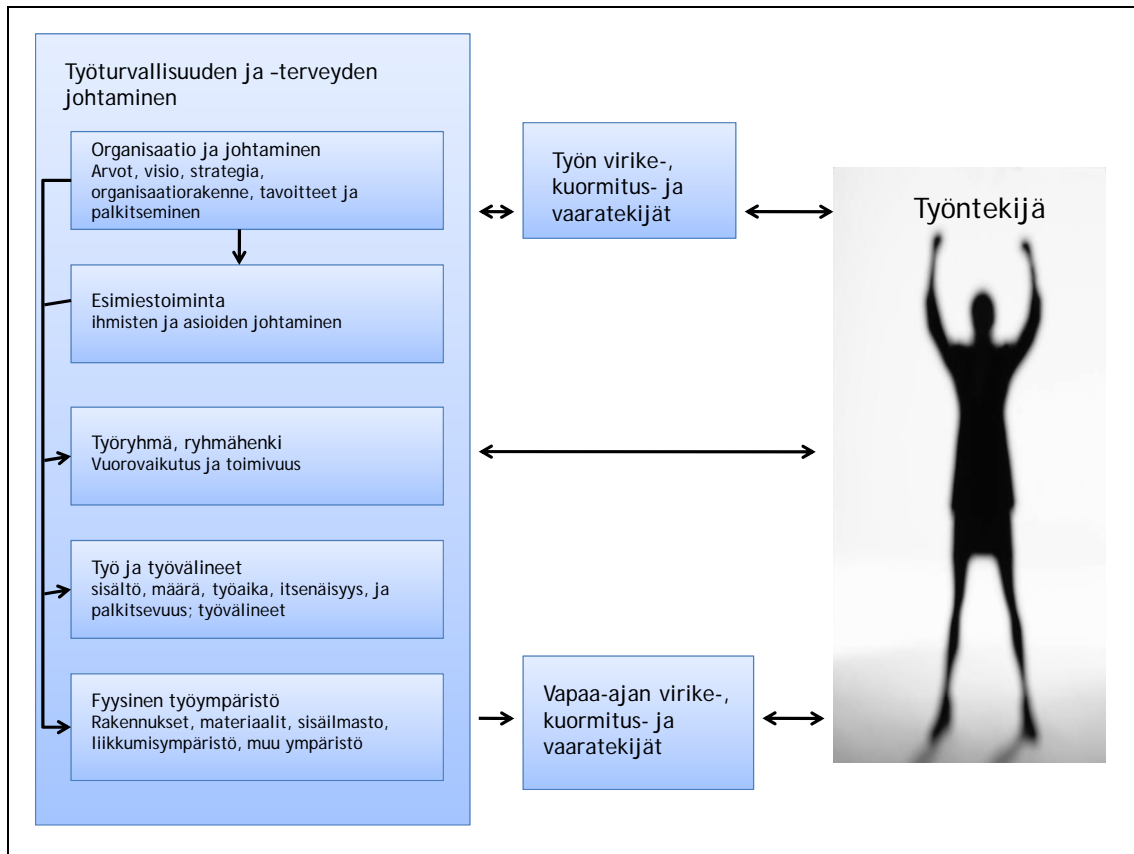 Työturvallisuuden ja –terveyden
johtaminen
Organisaatio ja johtaminen
Arvot, visio, strategia,
organisaatiorakenne, tavoitteet ja
palkitseminen
Esimiestoiminta
ihmisten ja asioiden johtaminen
Työryhmä, ryhmähenki
Vuorovaikutus ja toimivuus
Työ ja työvälineet
sisältö, määrä, työaika, itsenäisyys, ja
palkitsevuus; työvälineet
Fyysinen työympäristö
Rakennukset, materiaalit, sisäilmasto,
liikkumisympäristö, muu ympäristö
Työn virike-,
kuormitus- ja
vaaratekijät
Vapaa-ajan virike-,
kuormitus- ja
vaaratekijät
Työntekijä